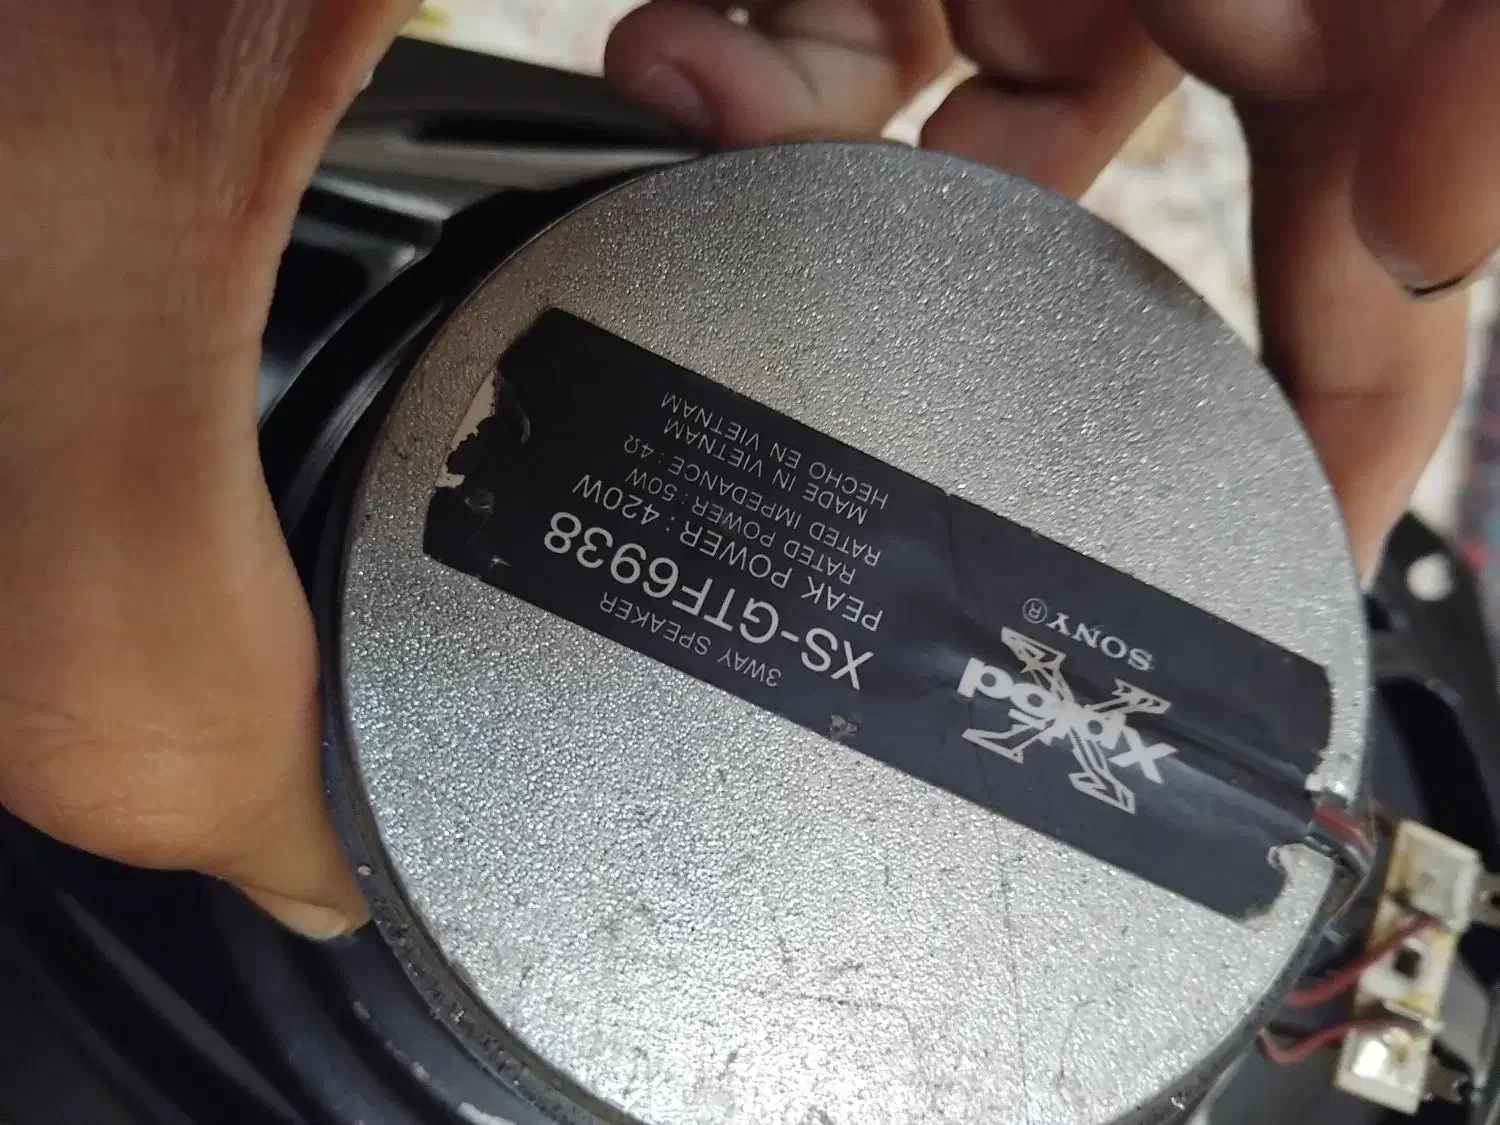 SONY®
Xplod
3WAY SPEAKER
XS-GTF6938
PEAK POWER : 420W
RATED POWER : 50W
RATED IMPEDANCE : 4Ω
MADE IN VIETNAM
HECHO EN VIETNAM